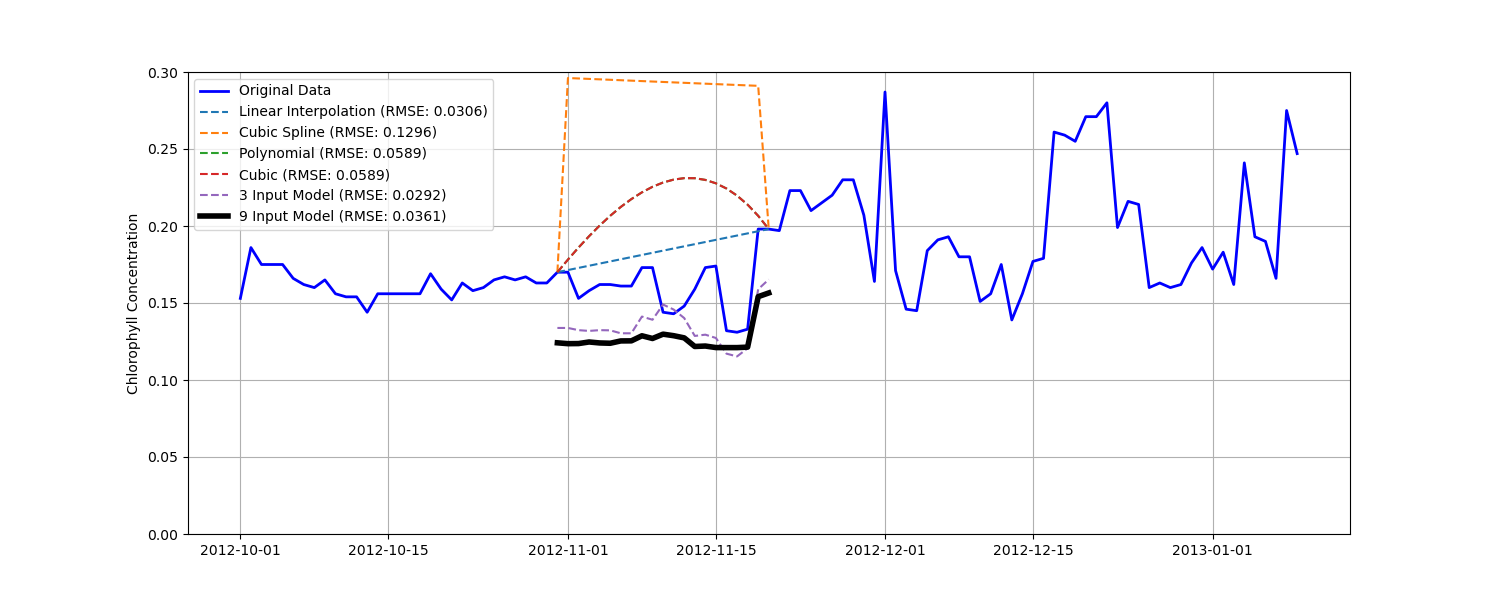 0.30
0.25
0.20
0.15
0.10
0.05
0.00
Chlorophyll Concentration
Original Data
Linear Interpolation (RMSE: 0.0306)
Cubic Spline (RMSE: 0.1296)
Polynomial (RMSE: 0.0589)
Cubic (RMSE: 0.0589)
3 Input Model (RMSE: 0.0292)
9 Input Model (RMSE: 0.0361)
2012-10-01 2012-10-15 2012-11-01 2012-11-15 2012-12-01 2012-12-15 2013-01-01